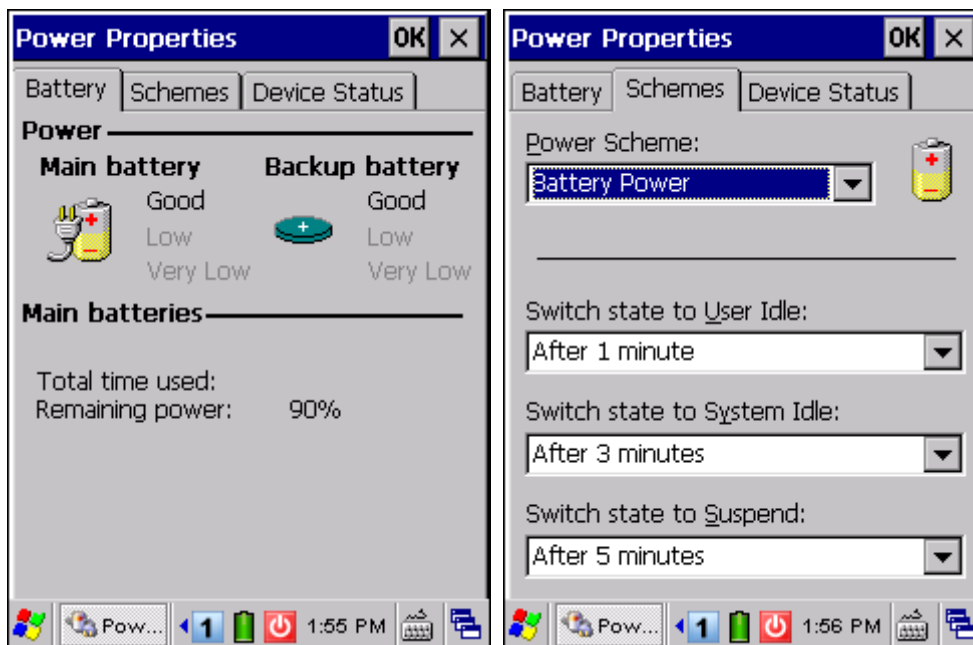 Power Properties OK ×
Battery Schemes Device Status
Power
Main battery Backup battery
Good Good
Low Low
Very Low Very Low
Main batteries
Total time used:
Remaining power: 90%
Pow... 1 1:55 PM
Power Properties OK ×
Battery Schemes Device Status
Power Scheme:
Battery Power
Switch state to User Idle:
After 1 minute
Switch state to System Idle:
After 3 minutes
Switch state to Suspend:
After 5 minutes
Pow... 1 1:56 PM